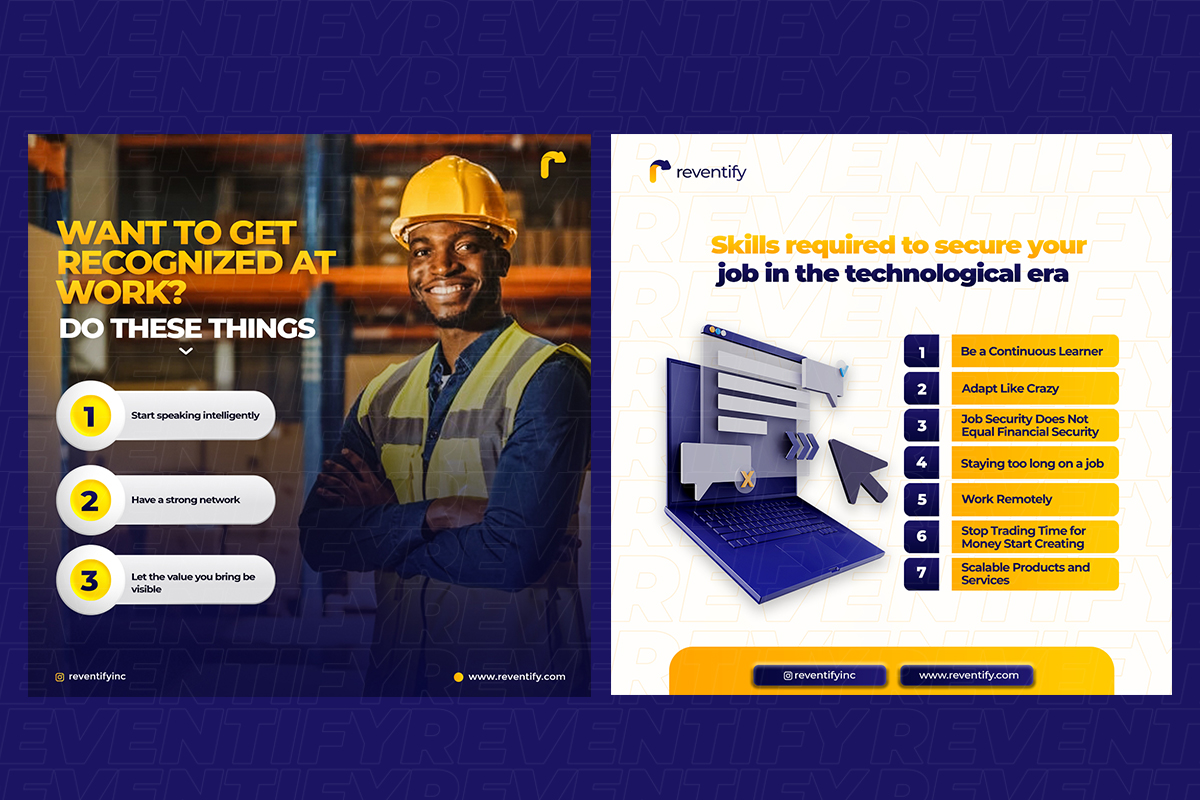 WANT TO GET
RECOGNIZED AT
WORK?
DO THESE THINGS
1
Start speaking intelligently
2
Have a strong network
3
Let the value you bring be
visible
reventifyinc
www.reventify.com
reventify
Skills required to secure your
job in the technological era
1
Be a Continuous Learner
2
Adapt Like Crazy
3
Job Security Does Not
Equal Financial Security
4
Staying too long on a job
5
Work Remotely
6
Stop Trading Time for
Money Start Creating
7
Scalable Products and
Services
X
reventifyinc
www.reventify.com